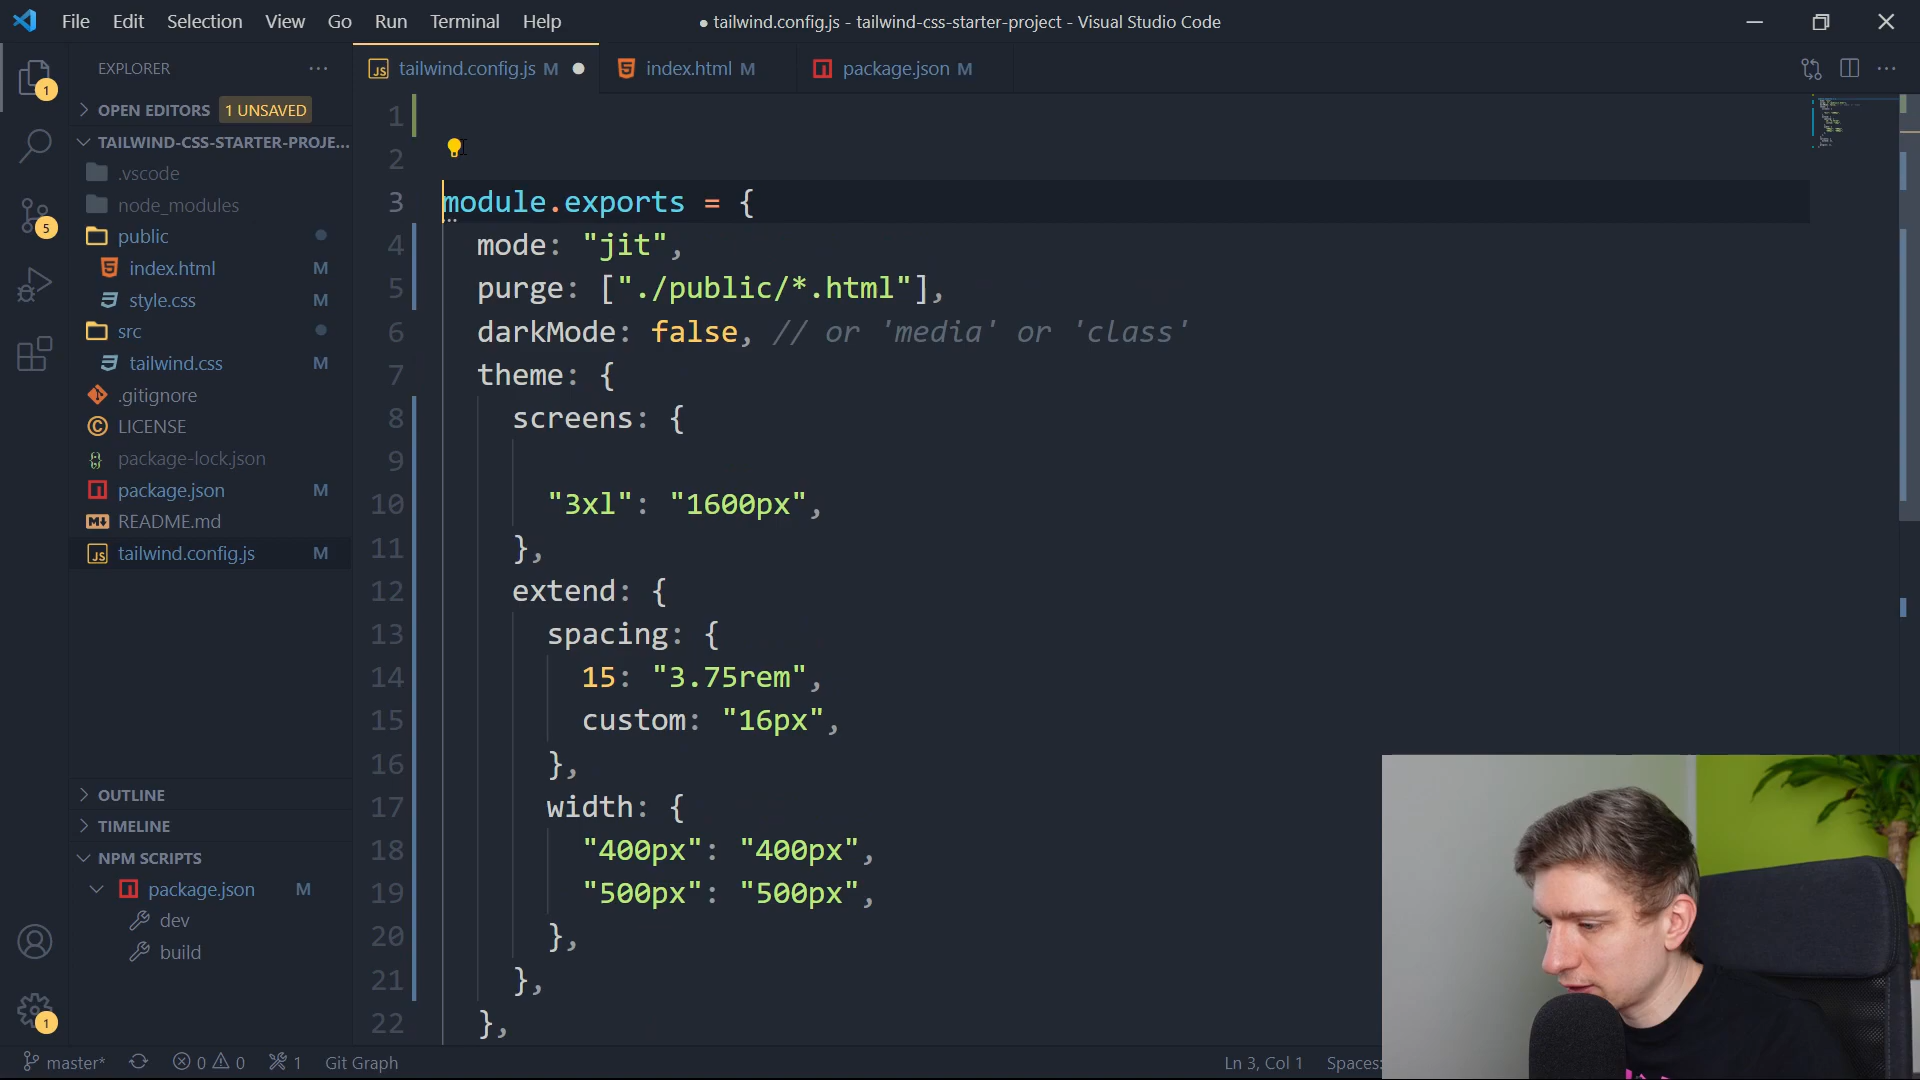 File Edit Selection View Go Run Terminal Help
● tailwind.config.js - tailwind-css-starter-project - Visual Studio Code
EXPLORER
OPEN EDITORS 1 UNSAVED
TAILWIND-CSS-STARTER-PROJE...
.vscode
node_modules
public
index.html M
style.css M
src
tailwind.css M
.gitignore
LICENSE
package-lock.json
package.json M
README.md
tailwind.config.js M
OUTLINE
TIMELINE
NPM SCRIPTS
package.json M
dev
build
1
5
1
tailwind.config.js M
index.html M
package.json M
1
2
3 module.exports = {
4 mode: "jit",
5 purge: ["./public/*.html"],
6 darkMode: false, // or 'media' or 'class'
7 theme: {
8 screens: {
9
10 "3xl": "1600px",
11 },
12 extend: {
13 spacing: {
14 15: "3.75rem",
15 custom: "16px",
16 },
17 width: {
18 "400px": "400px",
19 "500px": "500px",
20 },
21 },
22 },
master* 0 0 1 Git Graph
Ln 3, Col 1 Spaces: